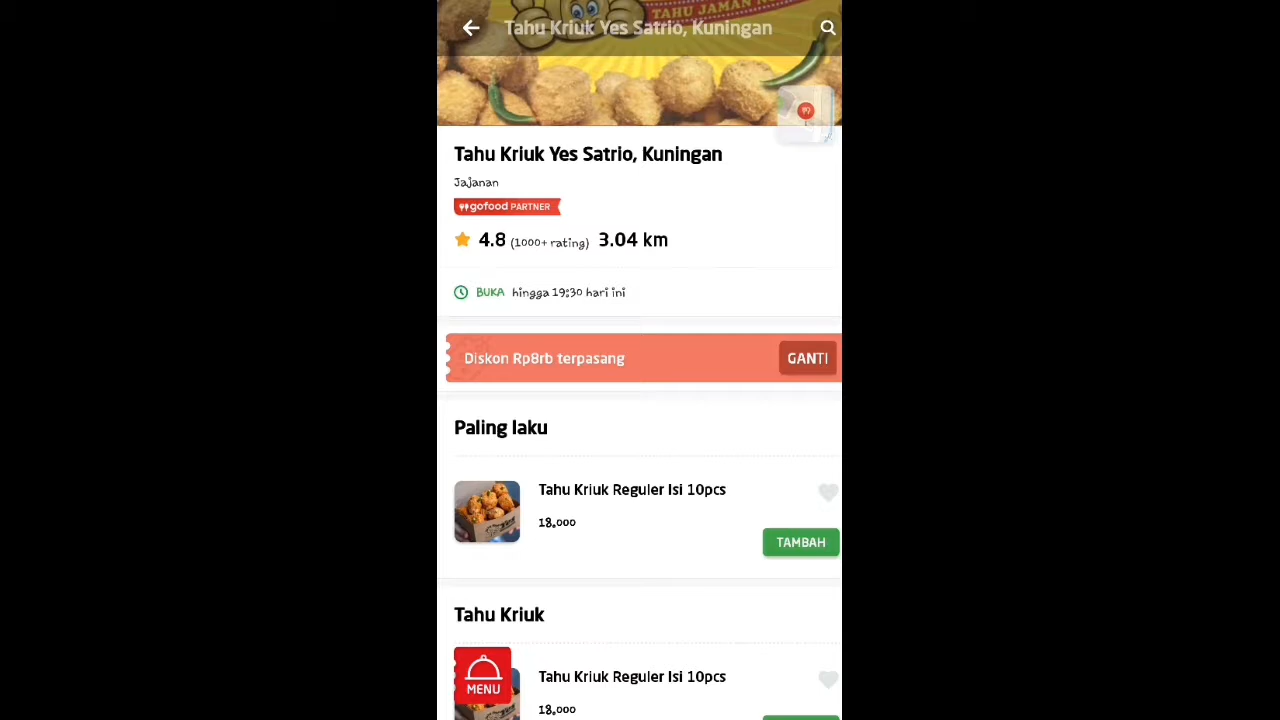 TAHU JAMAN N
Tahu Kriuk Yes Satrio, Kuningan
Tahu Kriuk Yes Satrio, Kuningan
Jajanan
gofood PARTNER
4.8 (1000+ rating) 3.04 km
BUKA hingga 19:30 hari ini
Diskon Rp8rb terpasang
GANTI
Paling laku
Tahu Kriuk Reguler Isi 10pcs
18.000
TAMBAH
Tahu Kriuk
Tahu Kriuk Reguler Isi 10pcs
MENU
18.000